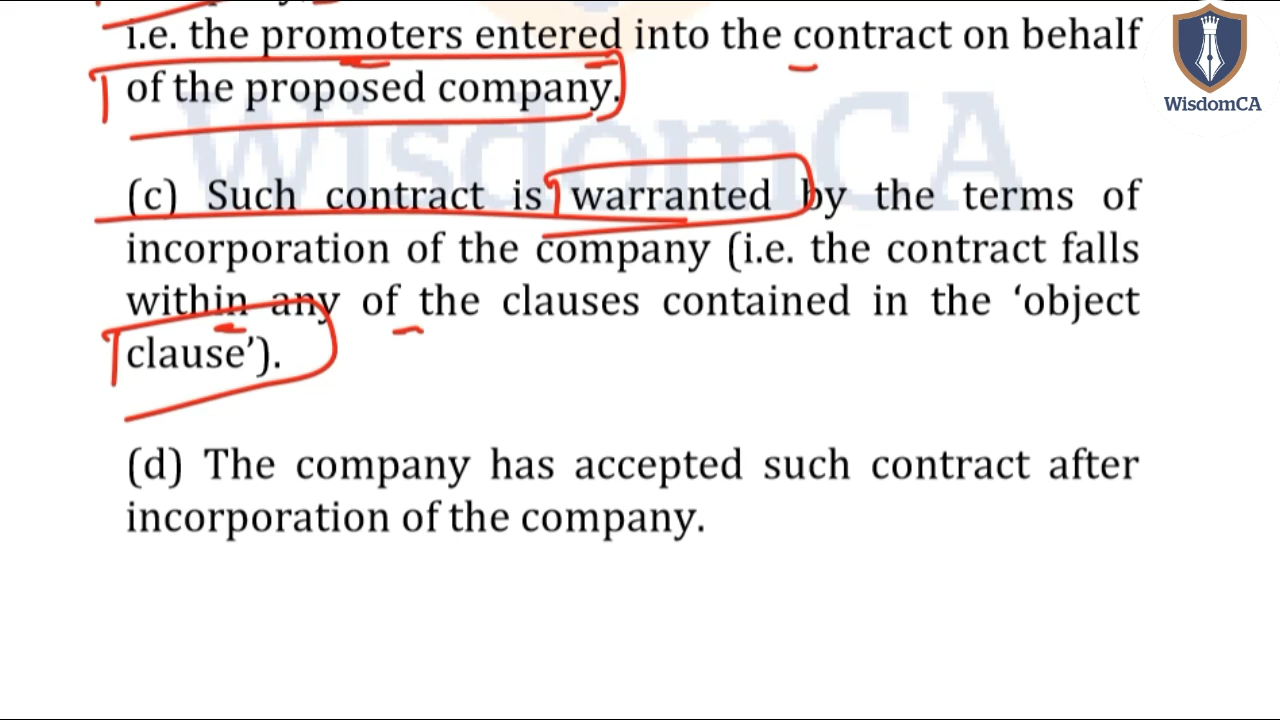 i.e. the promoters entered into the contract on behalf
of the proposed company.
WisdomCA
WisdomCA
(c) Such contract is warranted by the terms of
incorporation of the company (i.e. the contract falls
within any of the clauses contained in the ‘object
clause’).
(d) The company has accepted such contract after
incorporation of the company.